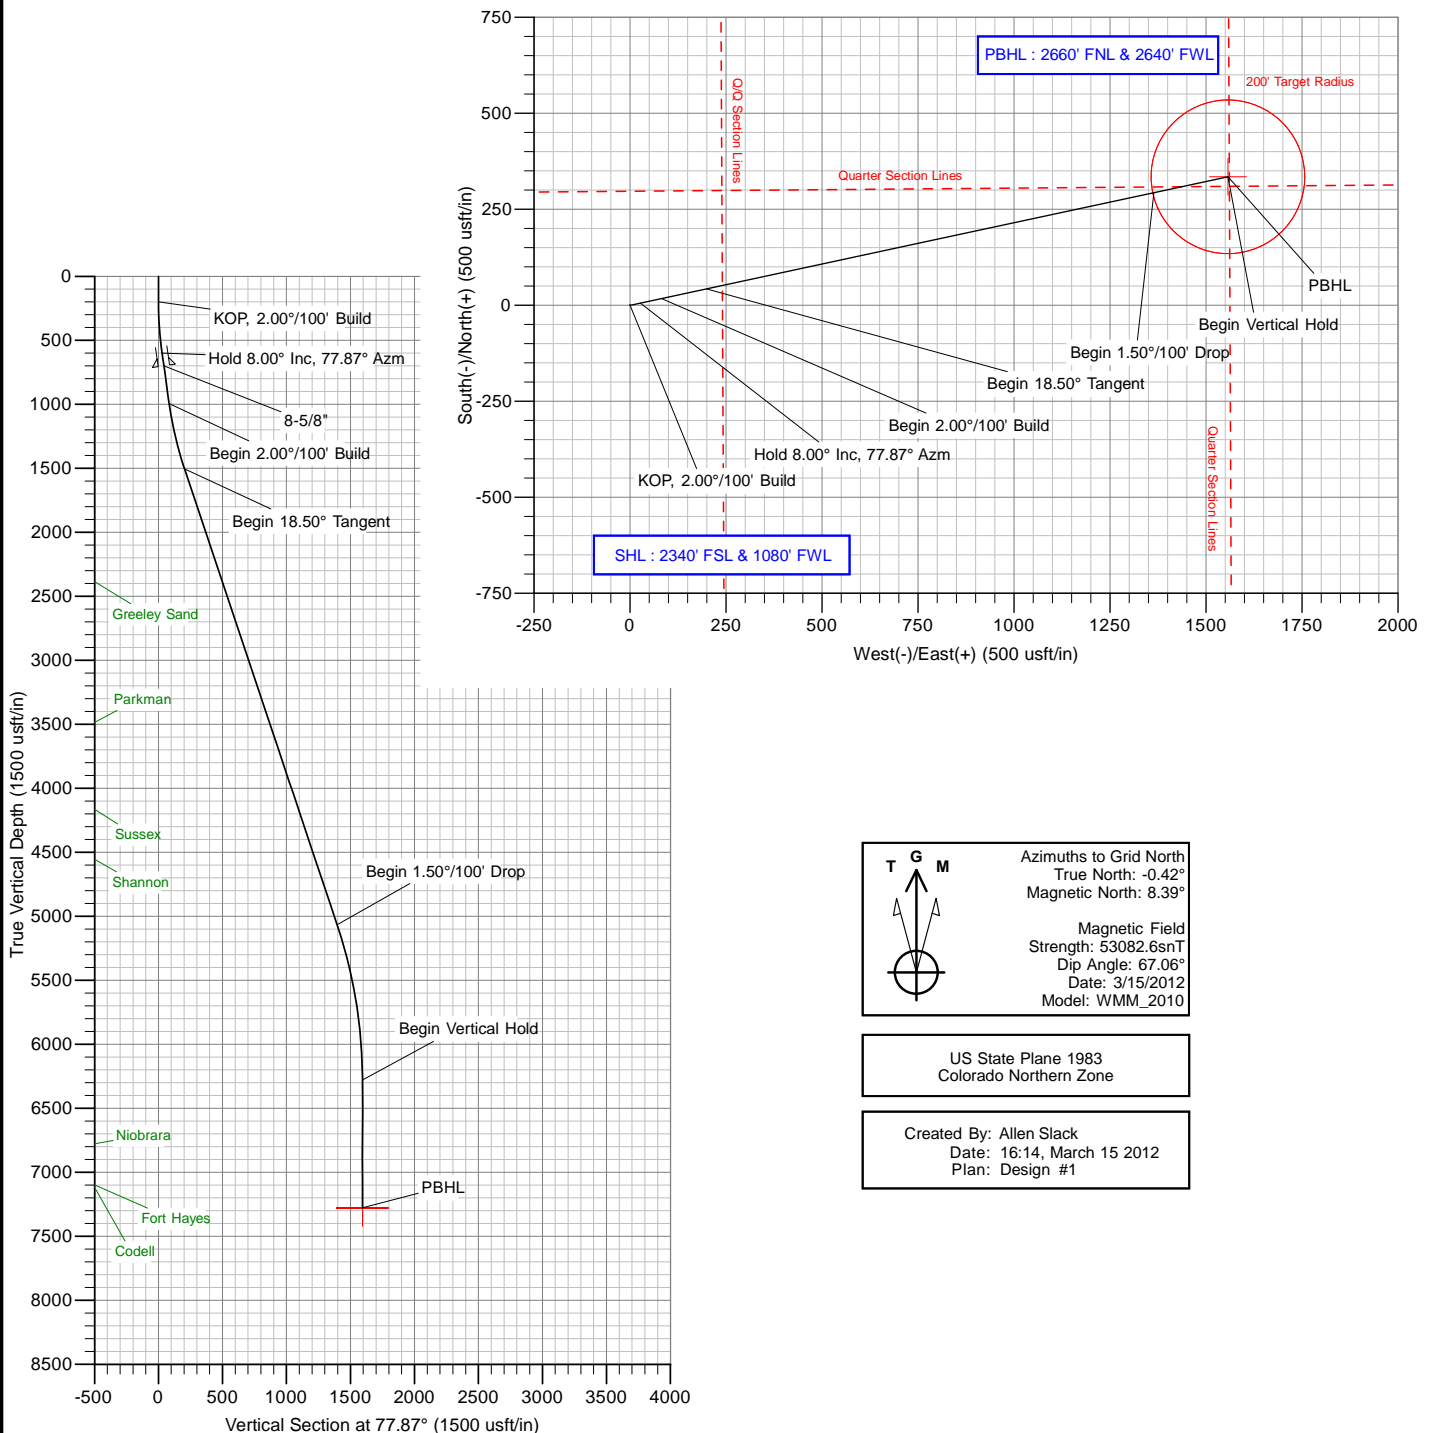 750
500
250
0
-250
-500
-750
South(-)/North(+) (500 usft/in)
-250
0
250
500
750
1000
1250
1500
1750
2000
West(-)/East(+) (500 usft/in)
PBHL : 2660' FNL & 2640' FWL
200' Target Radius
Q/Q Section Lines
Quarter Section Lines
PBHL
Begin Vertical Hold
Begin 1.50°/100' Drop
Begin 18.50° Tangent
Begin 2.00°/100' Build
Hold 8.00° Inc, 77.87° Azm
KOP, 2.00°/100' Build
Quarter Section Lines
SHL : 2340' FSL & 1080' FWL
0
500
1000
1500
2000
2500
3000
3500
4000
4500
5000
5500
6000
6500
7000
7500
8000
8500
True Vertical Depth (1500 usft/in)
KOP, 2.00°/100' Build
Hold 8.00° Inc, 77.87° Azm
8-5/8"
Begin 2.00°/100' Build
Begin 18.50° Tangent
Greeley Sand
Parkman
Sussex
Shannon
Begin 1.50°/100' Drop
Begin Vertical Hold
Niobrara
PBHL
Fort Hayes
Codell
-500
0
500
1000
1500
2000
2500
3000
3500
4000
Vertical Section at 77.87° (1500 usft/in)
T G M
Azimuths to Grid North
True North: -0.42°
Magnetic North: 8.39°
Magnetic Field
Strength: 53082.6snT
Dip Angle: 67.06°
Date: 3/15/2012
Model: WMM_2010
US State Plane 1983
Colorado Northern Zone
Created By: Allen Slack
Date: 16:14, March 15 2012
Plan: Design #1